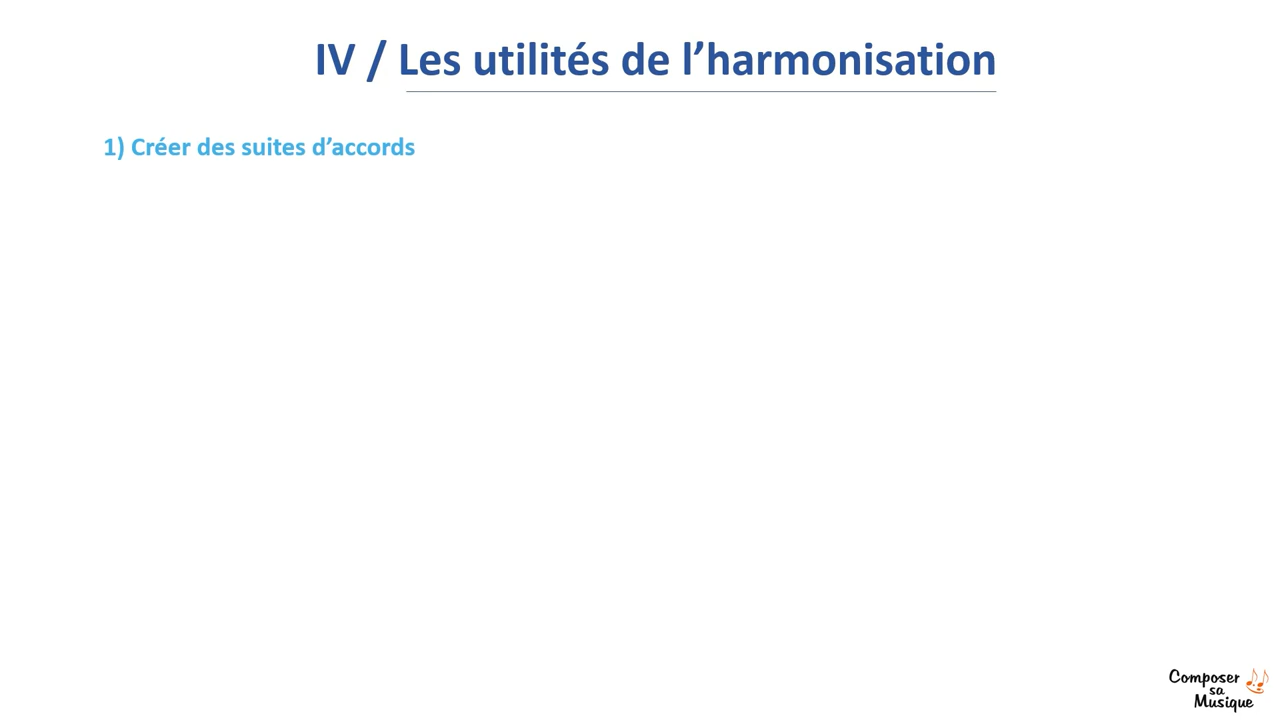 IV / Les utilités de l’harmonisation
1) Créer des suites d’accords
Composer
sa
Musique